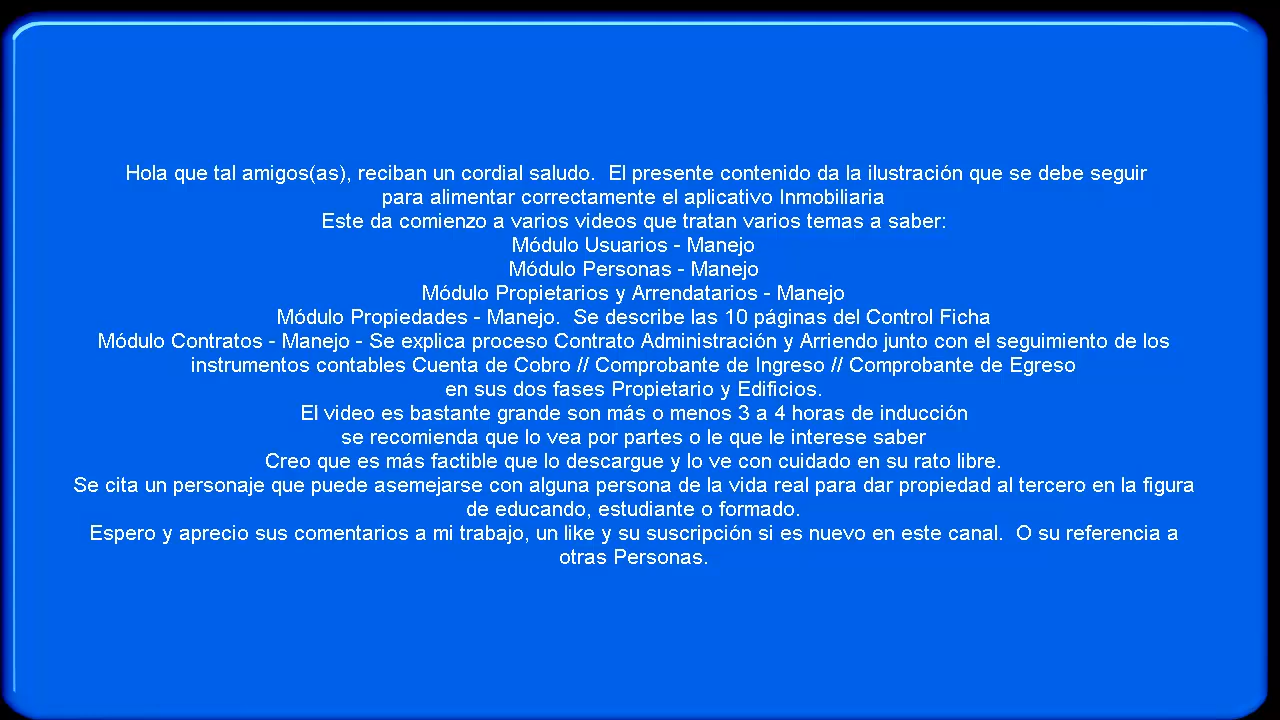 Hola que tal amigos(as), reciban un cordial saludo.  El presente contenido da la ilustración que se debe seguir
para alimentar correctamente el aplicativo Inmobiliaria
Este da comienzo a varios videos que tratan varios temas a saber:
Módulo Usuarios - Manejo
Módulo Personas - Manejo
Módulo Propietarios y Arrendatarios - Manejo
Módulo Propiedades - Manejo.  Se describe las 10 páginas del Control Ficha
Módulo Contratos - Manejo - Se explica proceso Contrato Administración y Arriendo junto con el seguimiento de los
instrumentos contables Cuenta de Cobro // Comprobante de Ingreso // Comprobante de Egreso
en sus dos fases Propietario y Edificios.
El video es bastante grande son más o menos 3 a 4 horas de inducción
se recomienda que lo vea por partes o le que le interese saber
Creo que es más factible que lo descargue y lo ve con cuidado en su rato libre.
Se cita un personaje que puede asemejarse con alguna persona de la vida real para dar propiedad al tercero en la figura
de educando, estudiante o formado.
Espero y aprecio sus comentarios a mi trabajo, un like y su suscripción si es nuevo en este canal.  O su referencia a
otras Personas.